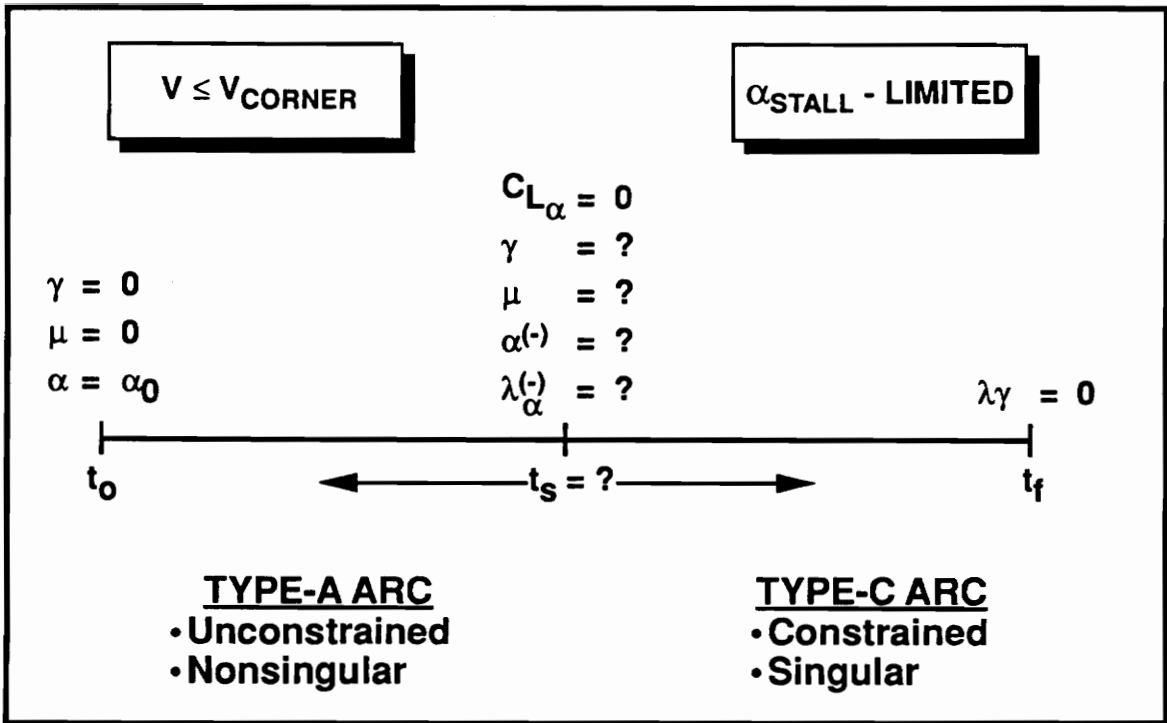 V ≤ V_CORNER
α_STALL - LIMITED
C_Lα = 0
γ = ?
μ = ?
α(-) = ?
λ_α(-) = ?
γ = 0
μ = 0
α = α_0
λγ = 0
t_o
t_s = ?
t_f
TYPE-A ARC
•Unconstrained
•Nonsingular
TYPE-C ARC
•Constrained
•Singular